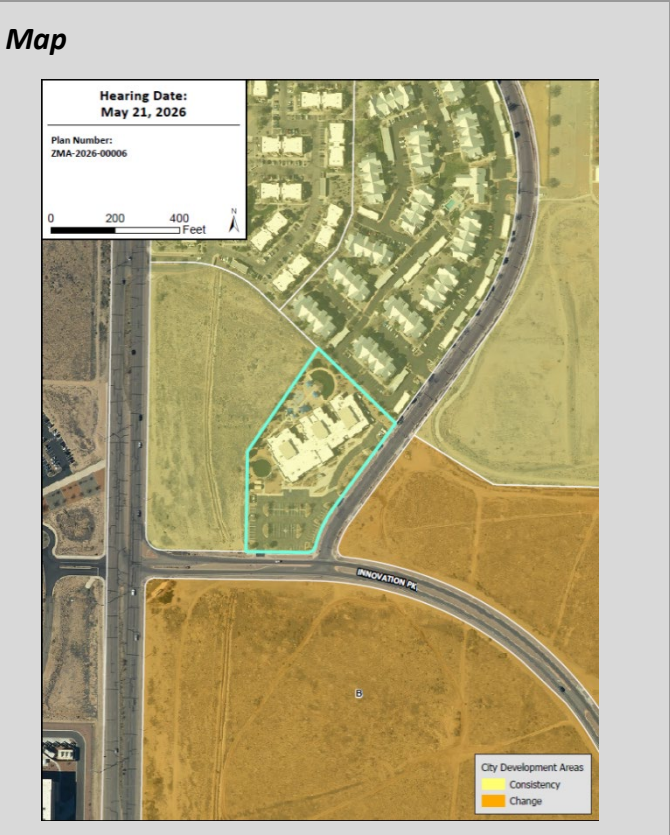 Map
Hearing Date:
May 21, 2026
Plan Number:
ZMA-2026-00006
0 200 400
Feet
N
INNOVATION PK
B
City Development Areas
Consistency
Change